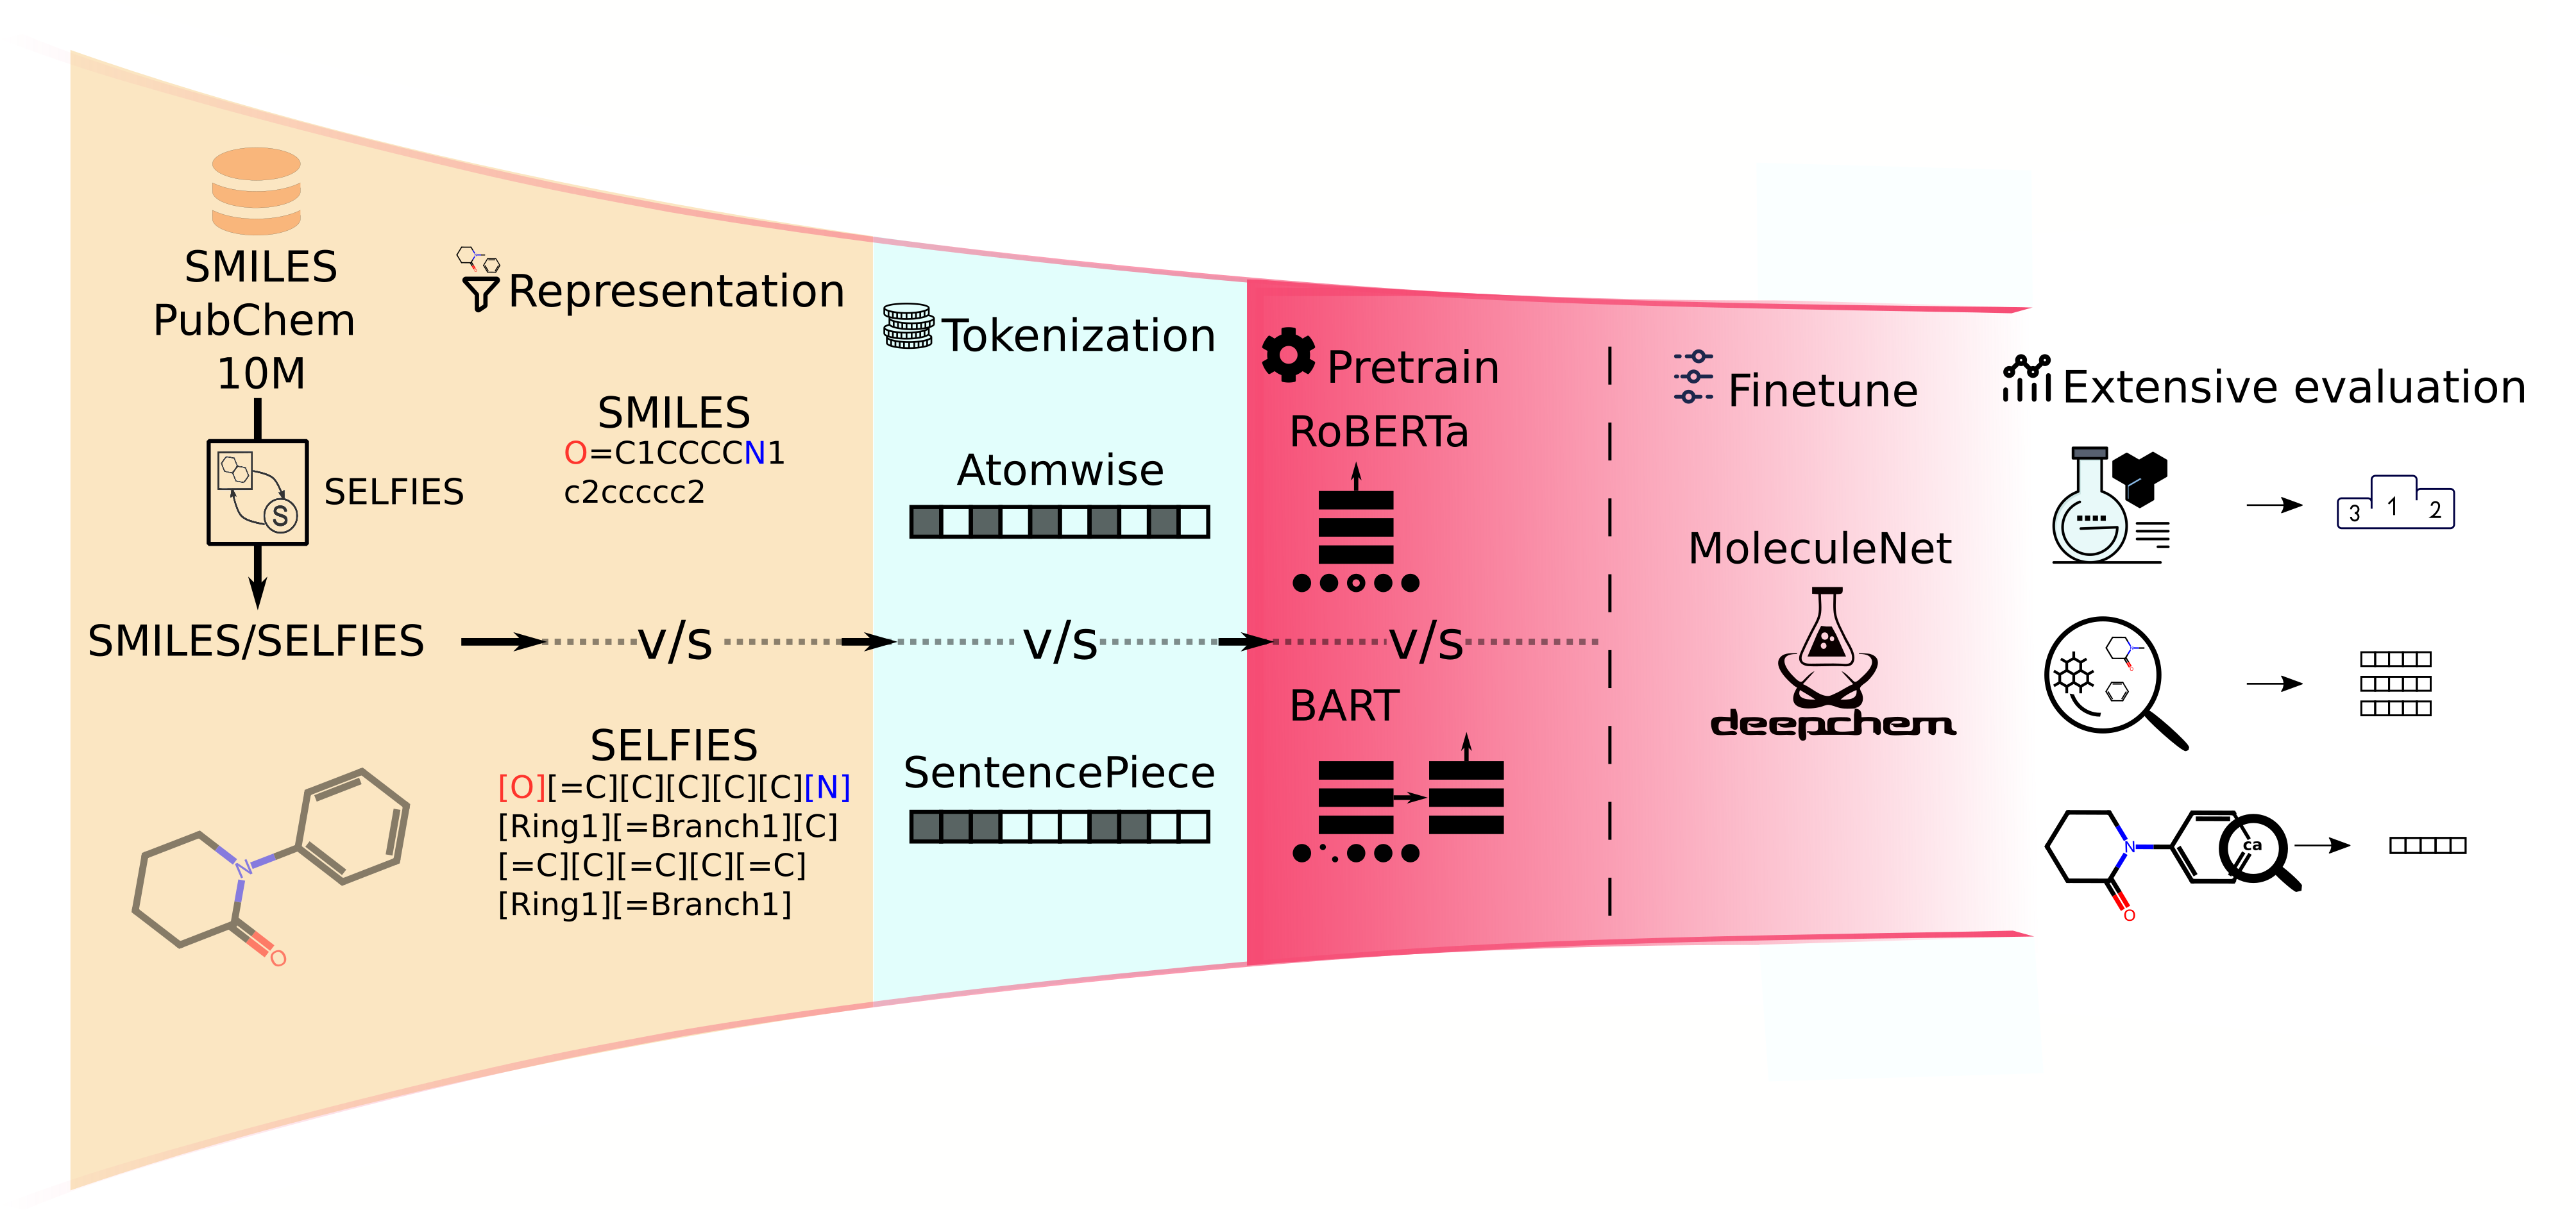 SMILES
PubChem
10M
SELFIES
SMILES/SELFIES
N
O
Representation
SMILES
O=C1CCCCN1
c2ccccc2
v/s
SELFIES
[O][=C][C][C][C][C][N]
[Ring1][=Branch1][C]
[=C][C][=C][C][=C]
[Ring1][=Branch1]
Tokenization
Atomwise
v/s
SentencePiece
Pretrain
RoBERTa
v/s
BART
Finetune
MoleculeNet
deepchem
Extensive evaluation
3 1 2
N
ca
O
S